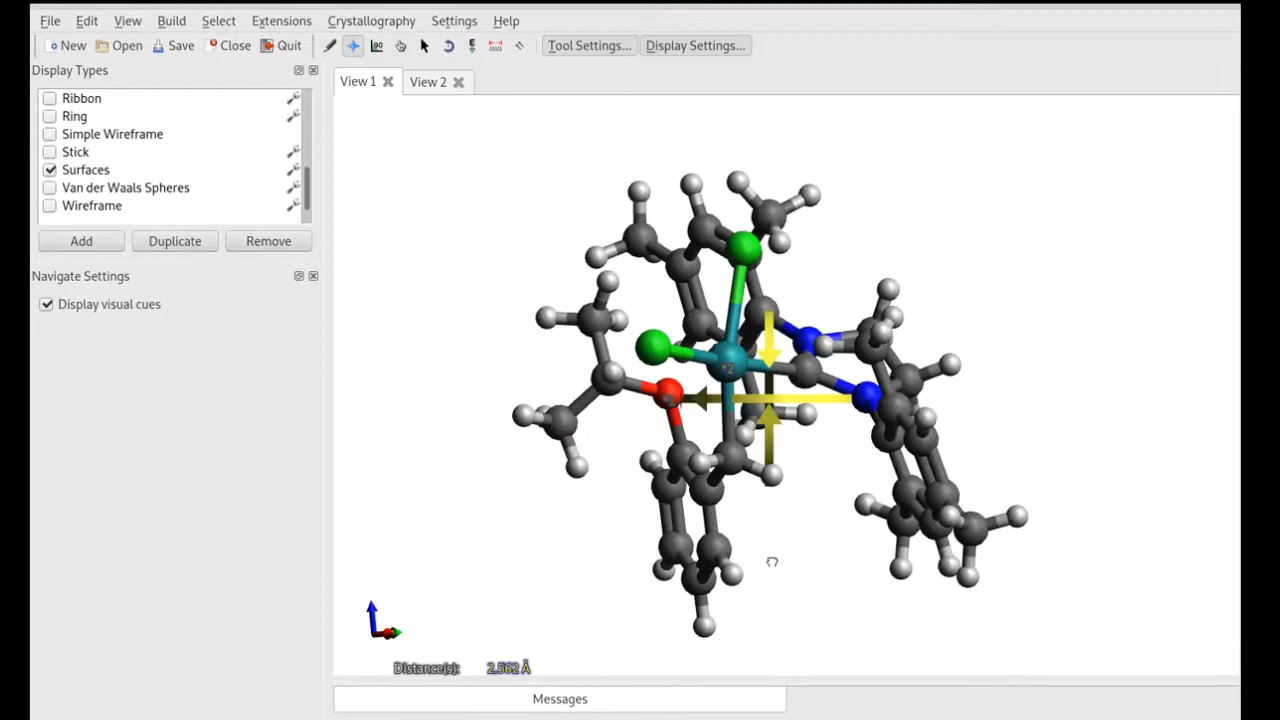 File Edit View Build Select Extensions Crystallography Settings Help
New Open Save Close Quit Tool Settings... Display Settings...
Display Types
View 1 View 2
Ribbon
Ring
Simple Wireframe
Stick
Surfaces
Van der Waals Spheres
Wireframe
Add Duplicate Remove
Navigate Settings
Display visual cues
Distance(s): 2.562 Å
Messages